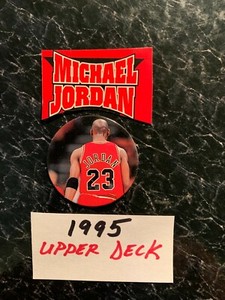 MICHAEL
JORDAN
JORDAN
23
1995
UPPER DECK